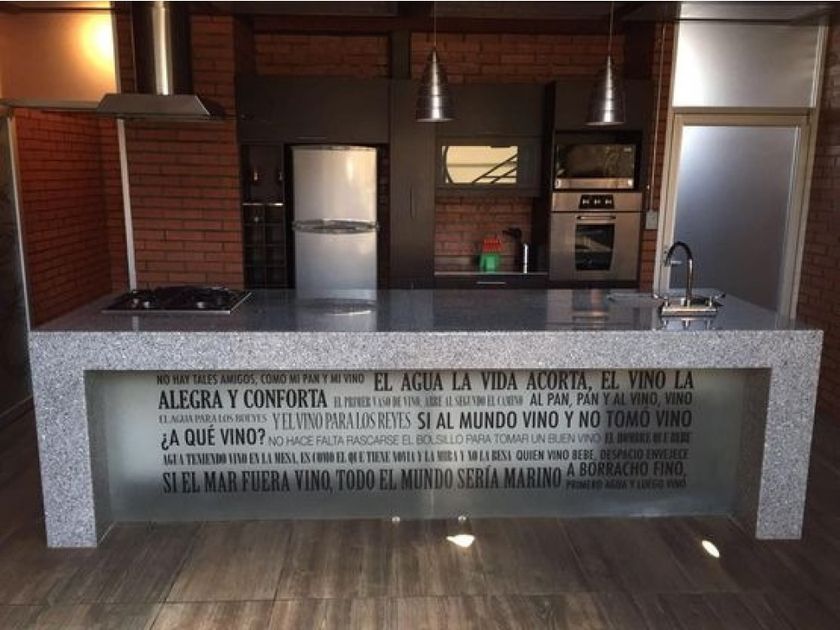 NO HAY TALES AMIGOS, COMO MI PAN Y MI VINO EL AGUA LA VIDA ACORTA, EL VINO LA
ALEGRA Y CONFORTA EL PRIMER VASO DE VINO, ABRE AL SEGUNDO EL CAMINO AL PAN, PAN Y AL VINO, VINO
EL AGUA PARA LOS BUEYES Y EL VINO PARA LOS REYES SI AL MUNDO VINO Y NO TOMÓ VINO
¿A QUÉ VINO? NO HACE FALTA RASCARSE EL BOLSILLO PARA TOMAR UN BUEN VINO EL HOMBRE QUE BEBE
AGUA TENIENDO VINO EN LA MESA, ES COMO EL QUE TIENE NOVIA Y LA MIRA Y NO LA BESA QUIEN VINO BEBE, DESPACIO ENVEJECE
SI EL MAR FUERA VINO, TODO EL MUNDO SERÍA MARINO A BORRACHO FINO,
PRIMERO AGUA Y LUEGO VINO